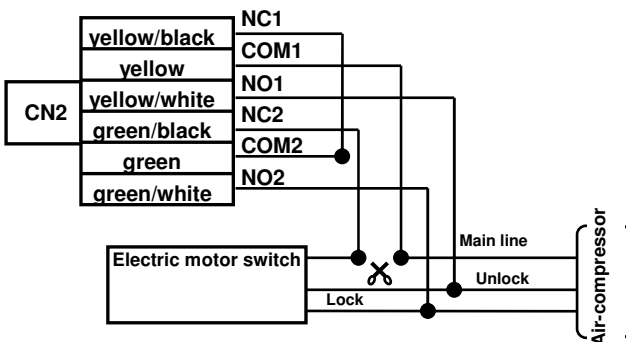 NC1
yellow/black
COM1
yellow
NO1
yellow/white
CN2
NC2
green/black
COM2
green
NO2
green/white
Main line
Electric motor switch
Unlock
Lock
Air-compressor